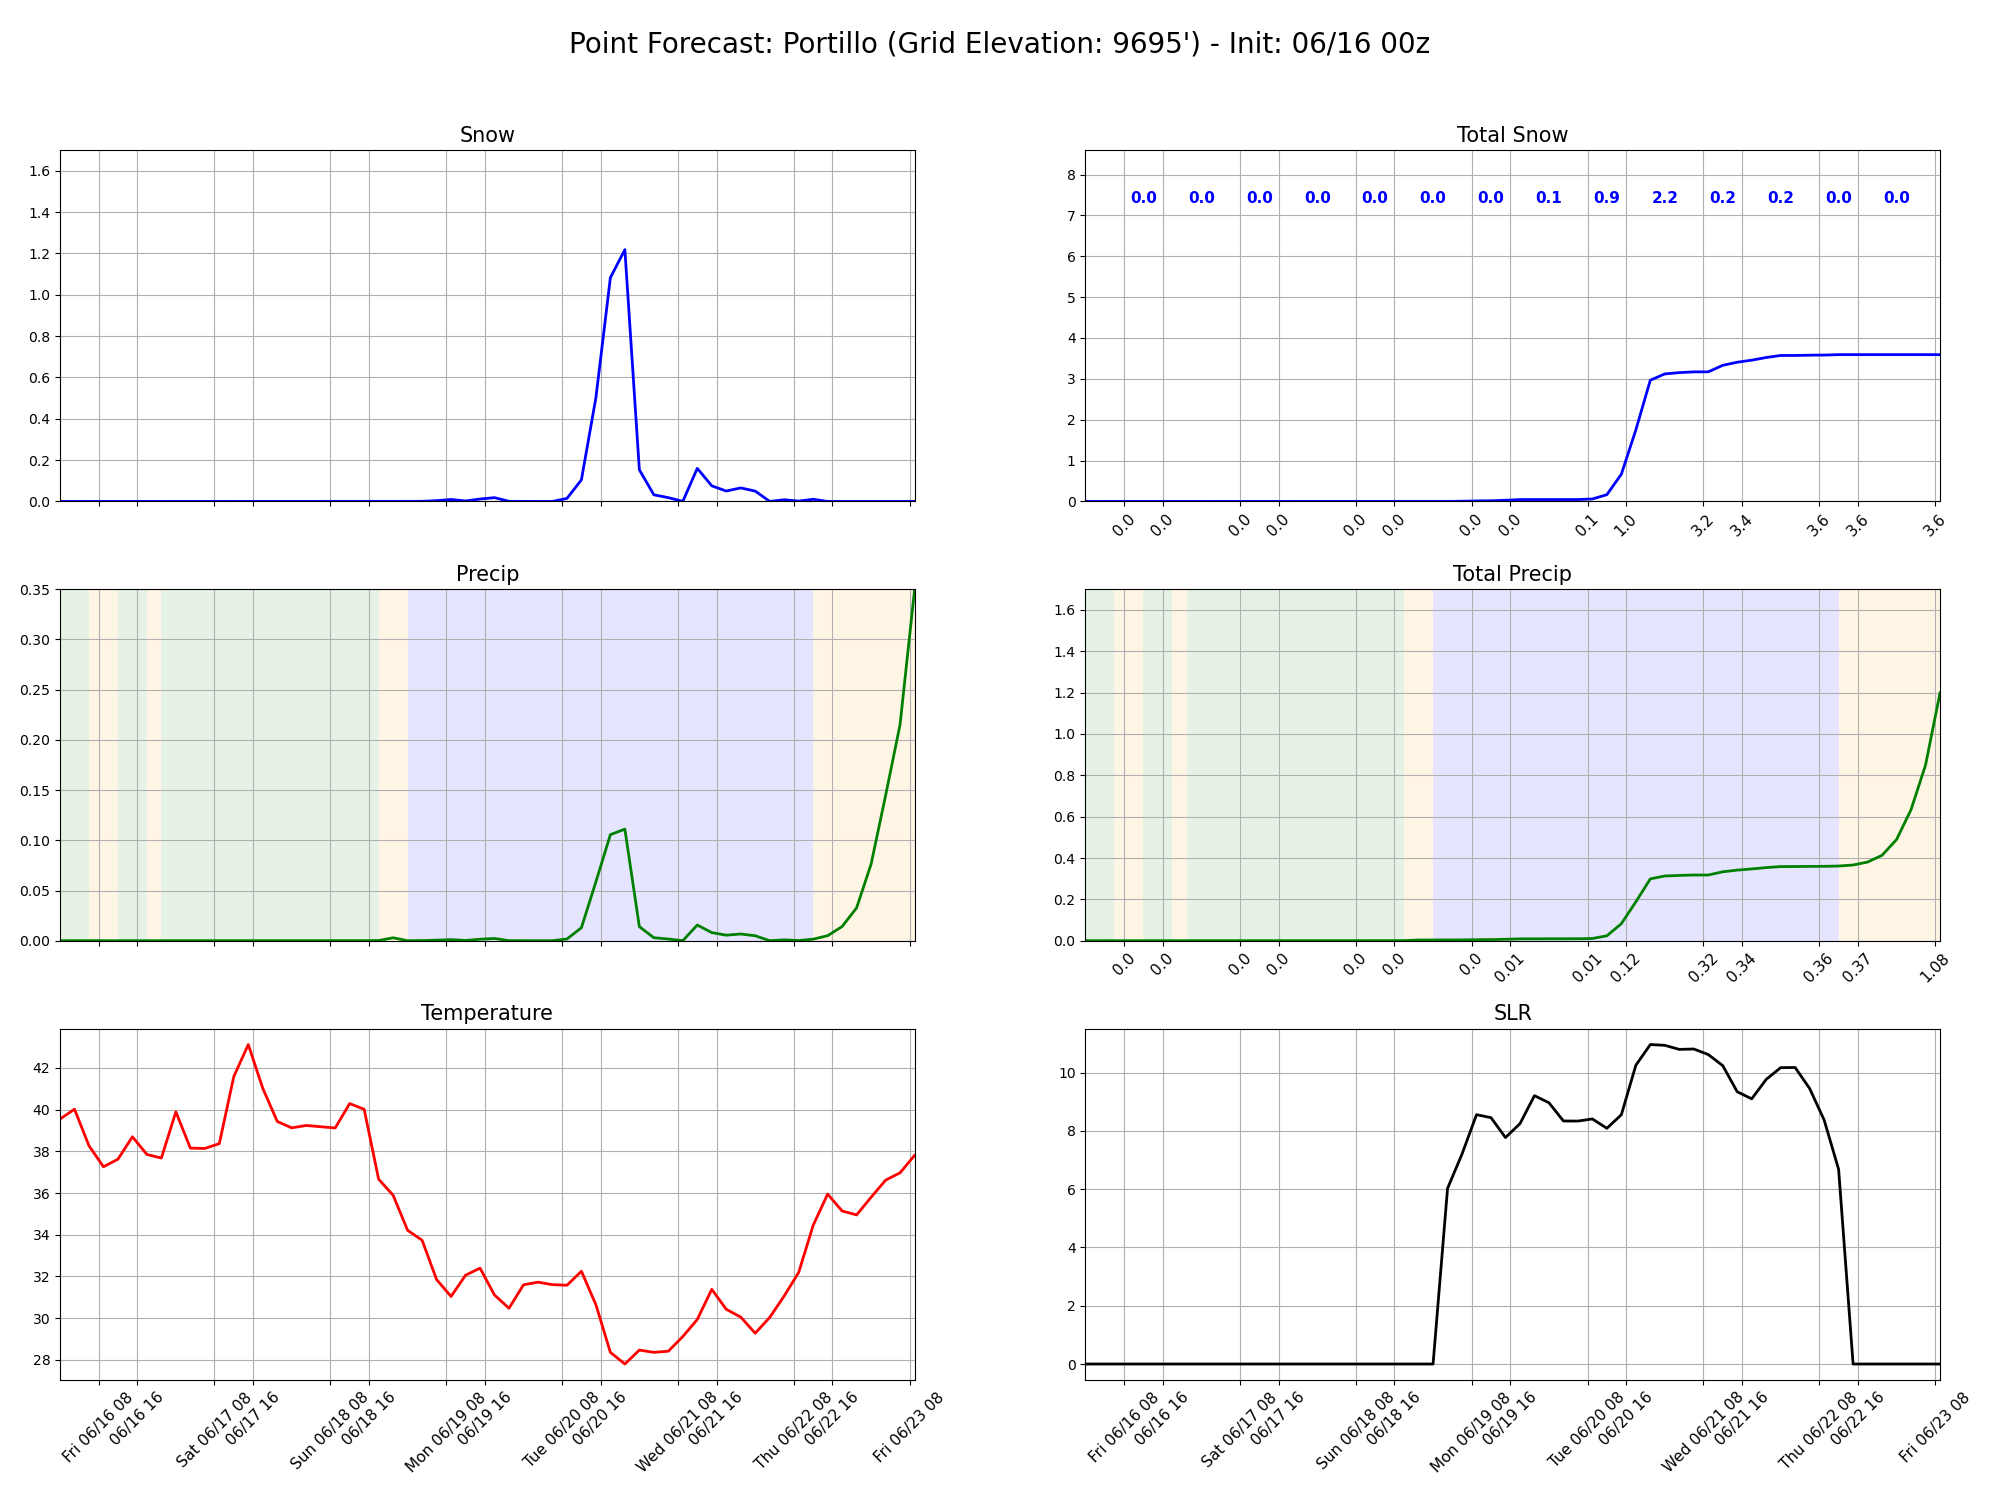 Point Forecast: Portillo (Grid Elevation: 9695') - Init: 06/16 00z
Snow
1.6
1.4
1.2
1.0
0.8
0.6
0.4
0.2
0.0
Total Snow
8
7
6
5
4
3
2
1
0
0.0 0.0 0.0 0.0 0.0 0.0 0.0 0.1 0.9 2.2 0.2 0.2 0.0 0.0
0.0 0.0 0.0 0.0 0.0 0.0 0.0 0.0 0.1 1.0 3.2 3.4 3.6 3.6 3.6
Precip
0.35
0.30
0.25
0.20
0.15
0.10
0.05
0.00
Total Precip
1.6
1.4
1.2
1.0
0.8
0.6
0.4
0.2
0.0
0.0 0.0 0.0 0.0 0.0 0.0 0.0 0.01 0.01 0.12 0.32 0.34 0.36 0.37 1.08
Temperature
42
40
38
36
34
32
30
28
Fri 06/16 08
06/16 16
Sat 06/17 08
06/17 16
Sun 06/18 08
06/18 16
Mon 06/19 08
06/19 16
Tue 06/20 08
06/20 16
Wed 06/21 08
06/21 16
Thu 06/22 08
06/22 16
Fri 06/23 08
SLR
10
8
6
4
2
0
Fri 06/16 08
06/16 16
Sat 06/17 08
06/17 16
Sun 06/18 08
06/18 16
Mon 06/19 08
06/19 16
Tue 06/20 08
06/20 16
Wed 06/21 08
06/21 16
Thu 06/22 08
06/22 16
Fri 06/23 08